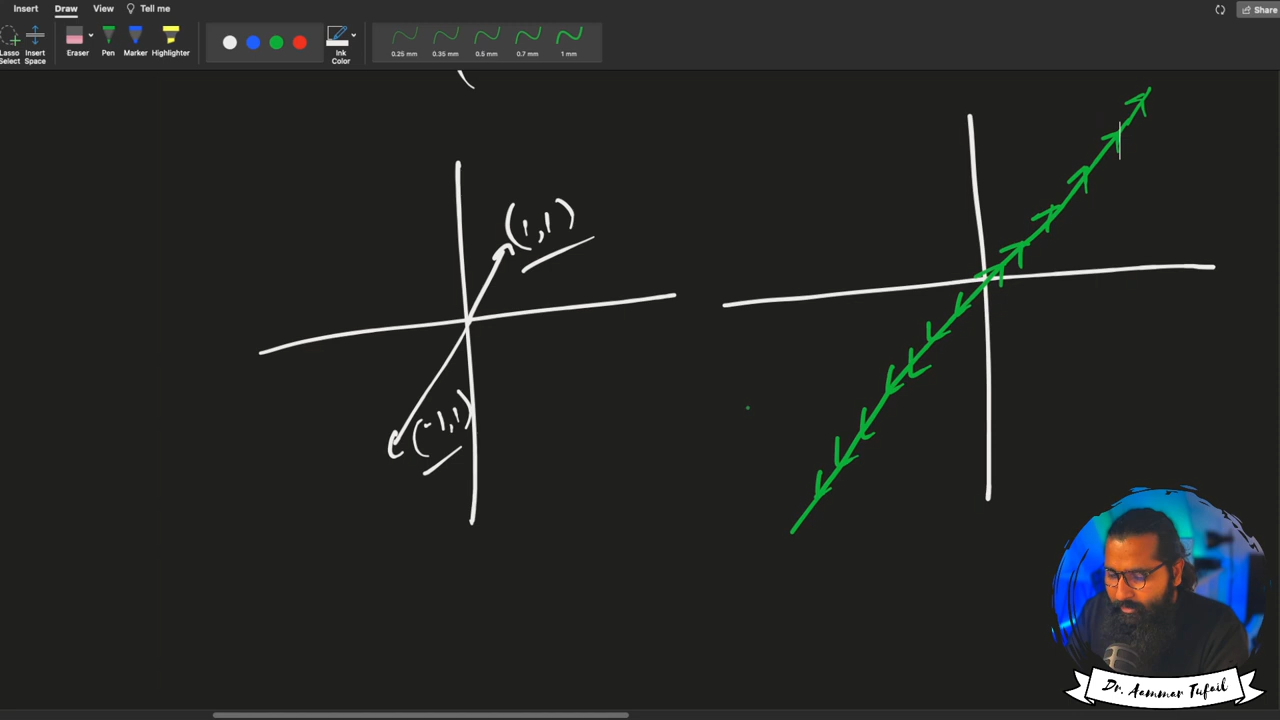 Insert Draw View Tell me Share
Lasso Select
Insert Space
Eraser
Pen
Marker
Highlighter
Ink Color
0.25 mm 0.35 mm 0.5 mm 0.7 mm 1 mm
(1,1)
(-1,1)
Dr. Aammar Tufail